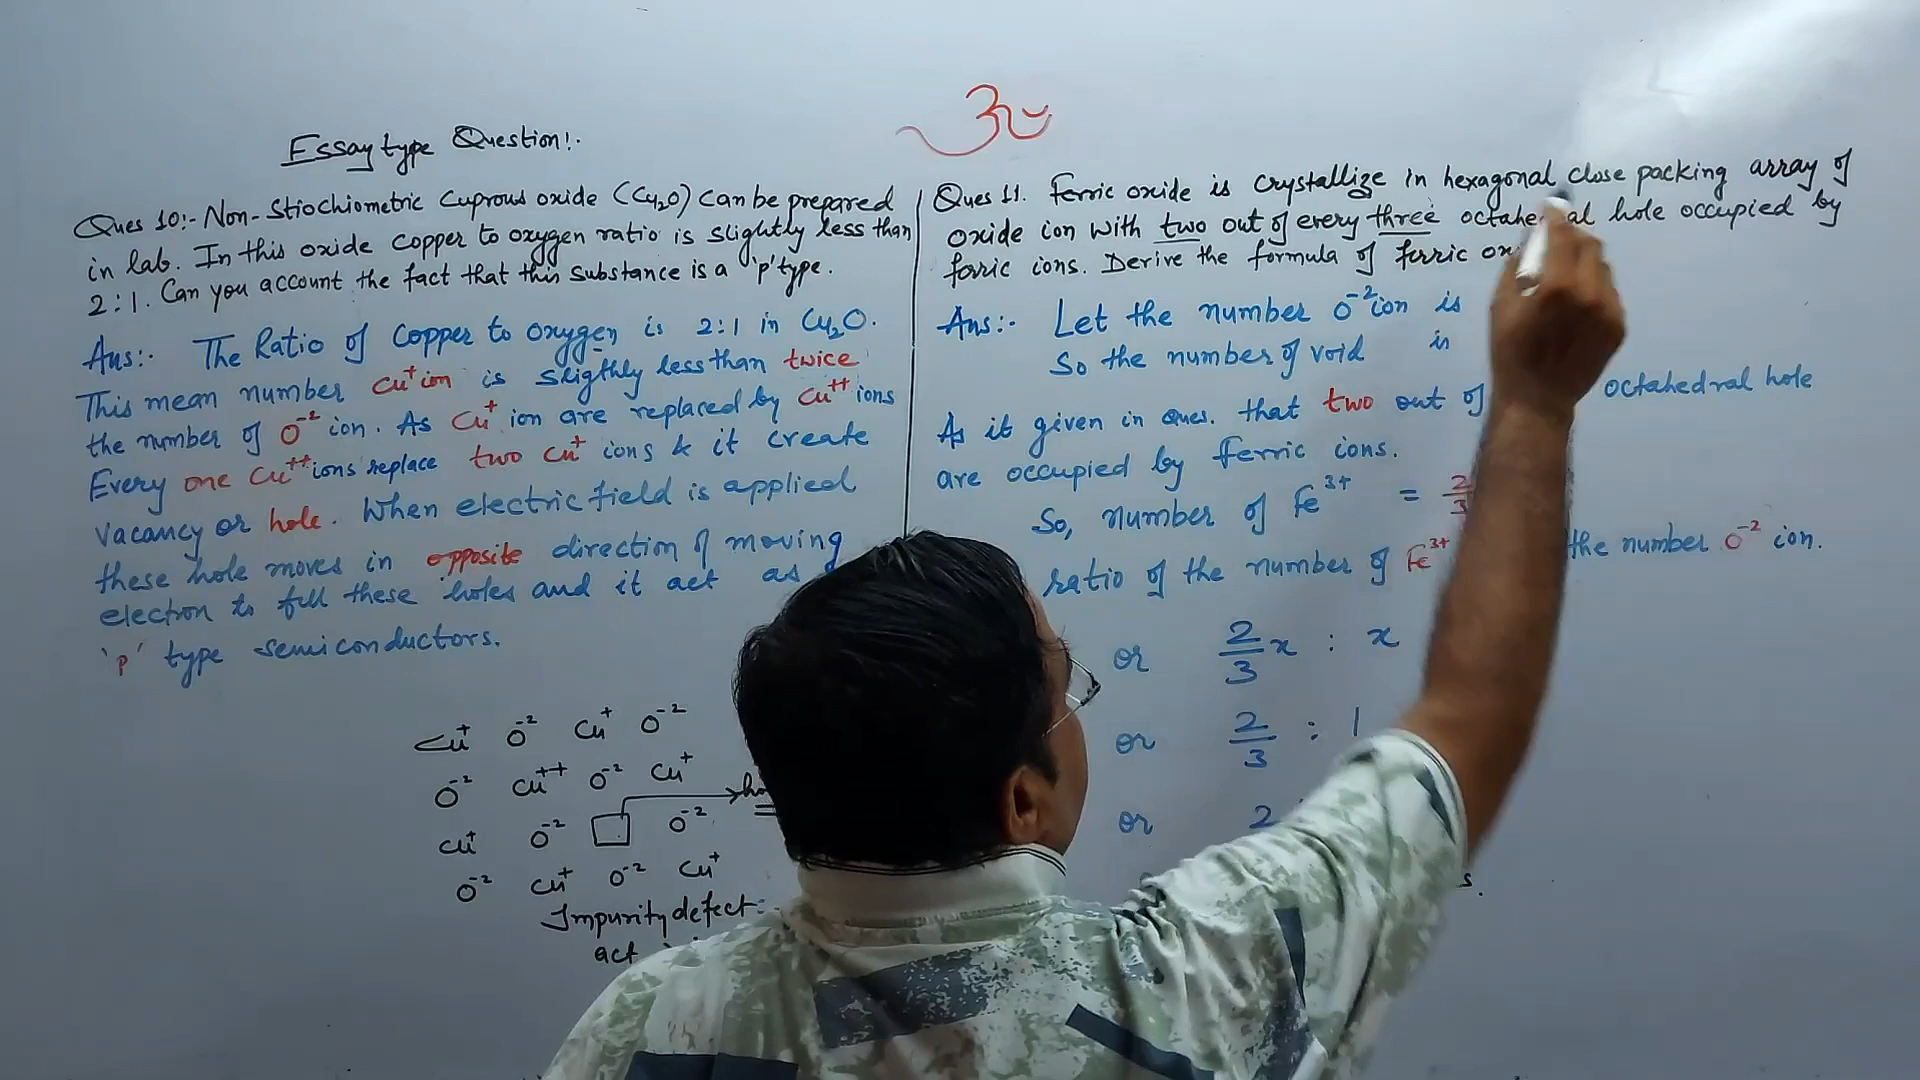 ॐ
Essay type Question:-
Ques 10:- Non-Stiochiometric Cuprous oxide (Cu₂O) can be prepared
in lab. In this oxide copper to oxygen ratio is slightly less than
2:1. Can you account the fact that this substance is a 'p' type.
Ans:- The Ratio of Copper to Oxygen is 2:1 in Cu₂O.
This mean number Cu⁺ ion is sligthly less than twice
the number of O⁻² ion. As Cu⁺ ion are replaced by Cu⁺⁺ ions
Every one Cu⁺⁺ ions replace two Cu⁺ ions & it create
vacancy or hole. When electric field is applied
these hole moves in opposite direction of moving
electron to fill these holes and it act as
'p' type semiconductors.
Cu⁺ O⁻² Cu⁺ O⁻²
O⁻² Cu⁺⁺ O⁻² Cu⁺
Cu⁺ O⁻² □ O⁻²
O⁻² Cu⁺ O⁻² Cu⁺
Impurity defect
act
Ques 11. Ferric oxide is crystallize in hexagonal close packing array of
oxide ion with two out of every three octahe al hole occupied by
ferric ions. Derive the formula of ferric
Ans:- Let the number O⁻² ion is
So the number of void is
As it given in ques. that two out of octahedral hole
are occupied by ferric ions.
So, number of Fe³⁺ = 2/3
ratio of the number of Fe³⁺ the number O⁻² ion.
or 2/3 x : x
or 2/3 : 1
or 2